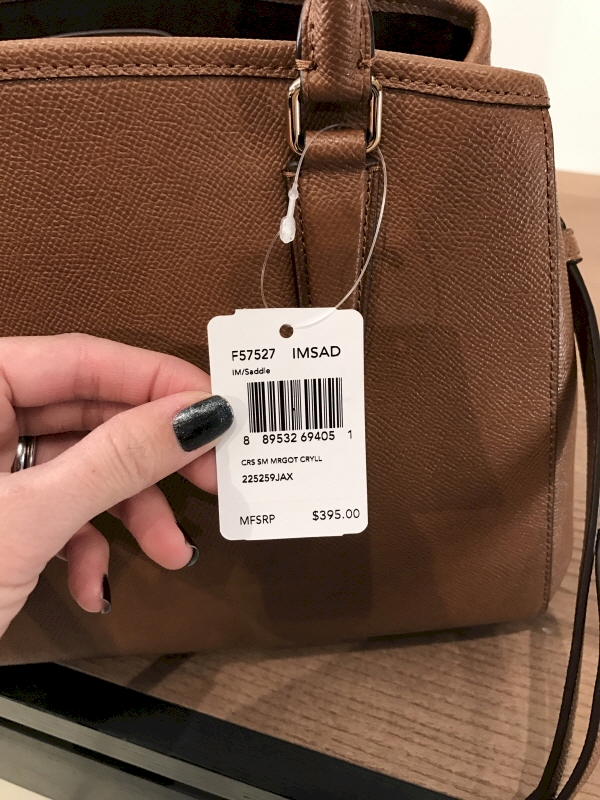 F57527 IMSAD
IM/Saddle
8 89532 69405 1
CRS SM MRGOT CRYLL
225259JAX
MFSRP $395.00